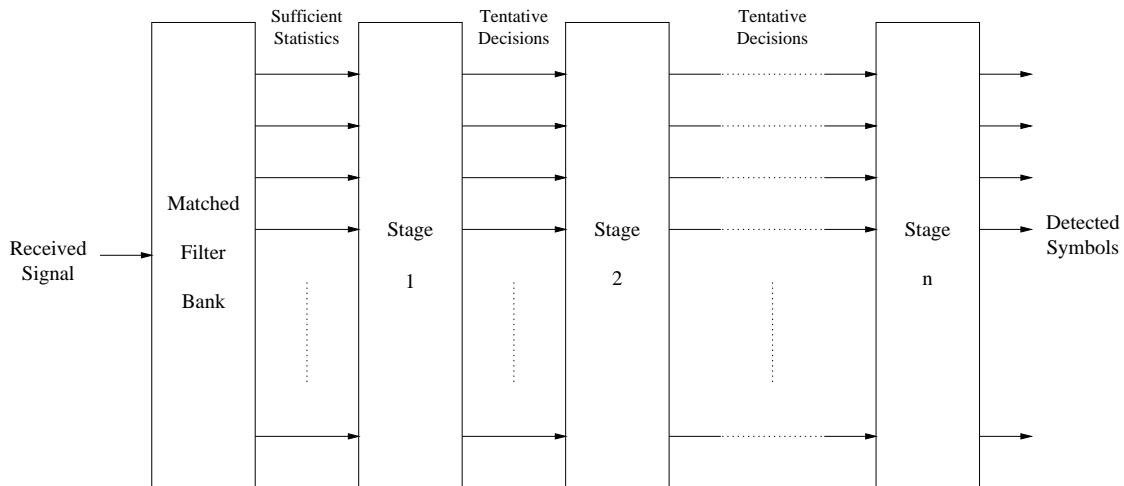 Sufficient
Statistics
Tentative
Decisions
Tentative
Decisions
Received
Signal
Matched
Filter
Bank
Stage
1
Stage
2
Stage
n
Detected
Symbols